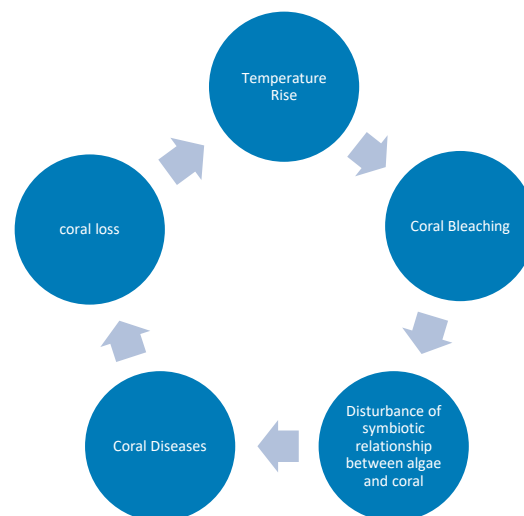 Temperature
Rise
Coral Bleaching
Disturbance of
symbiotic
relationship
between algae
and coral
Coral Diseases
coral loss